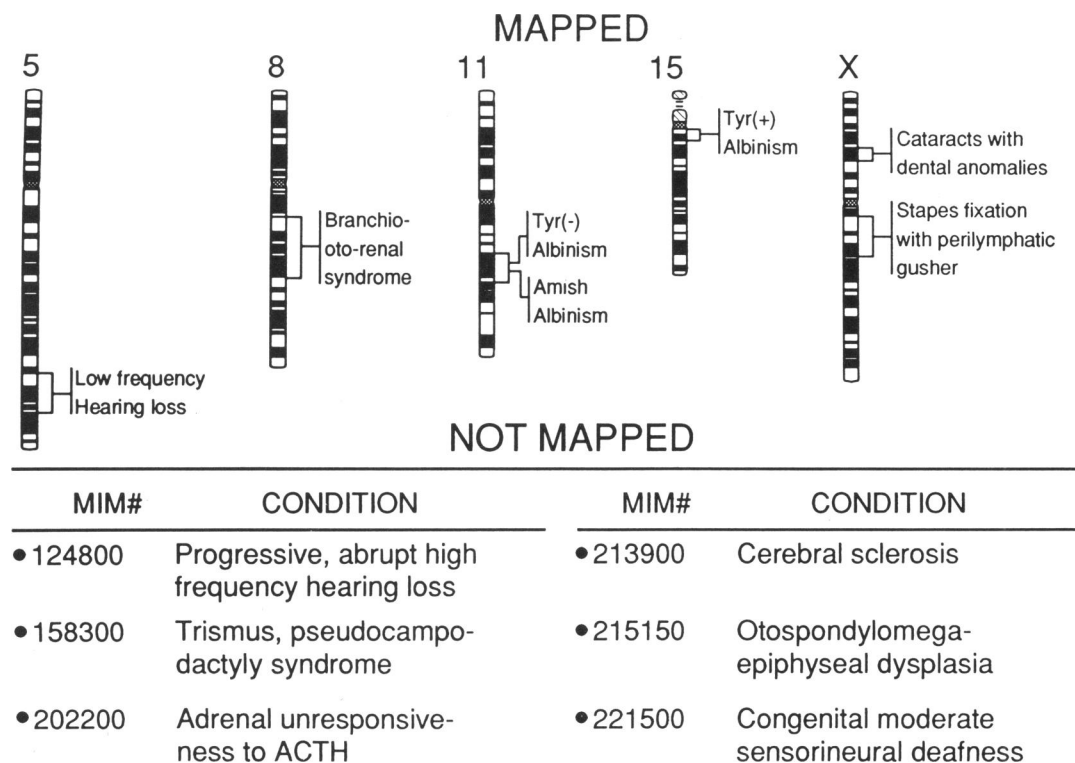 MAPPED
5
8
11
15
X
Low frequency
Hearing loss
Branchio-
oto-renal
syndrome
Tyr(-)
Albinism
Amish
Albinism
Tyr(+)
Albinism
Cataracts with
dental anomalies
Stapes fixation
with perilymphatic
gusher
NOT MAPPED
MIM# CONDITION
•124800 Progressive, abrupt high
frequency hearing loss
•158300 Trismus, pseudocampo-
dactyly syndrome
•202200 Adrenal unresponsive-
ness to ACTH
MIM# CONDITION
•213900 Cerebral sclerosis
•215150 Otospondylomega-
epiphyseal dysplasia
•221500 Congenital moderate
sensorineural deafness